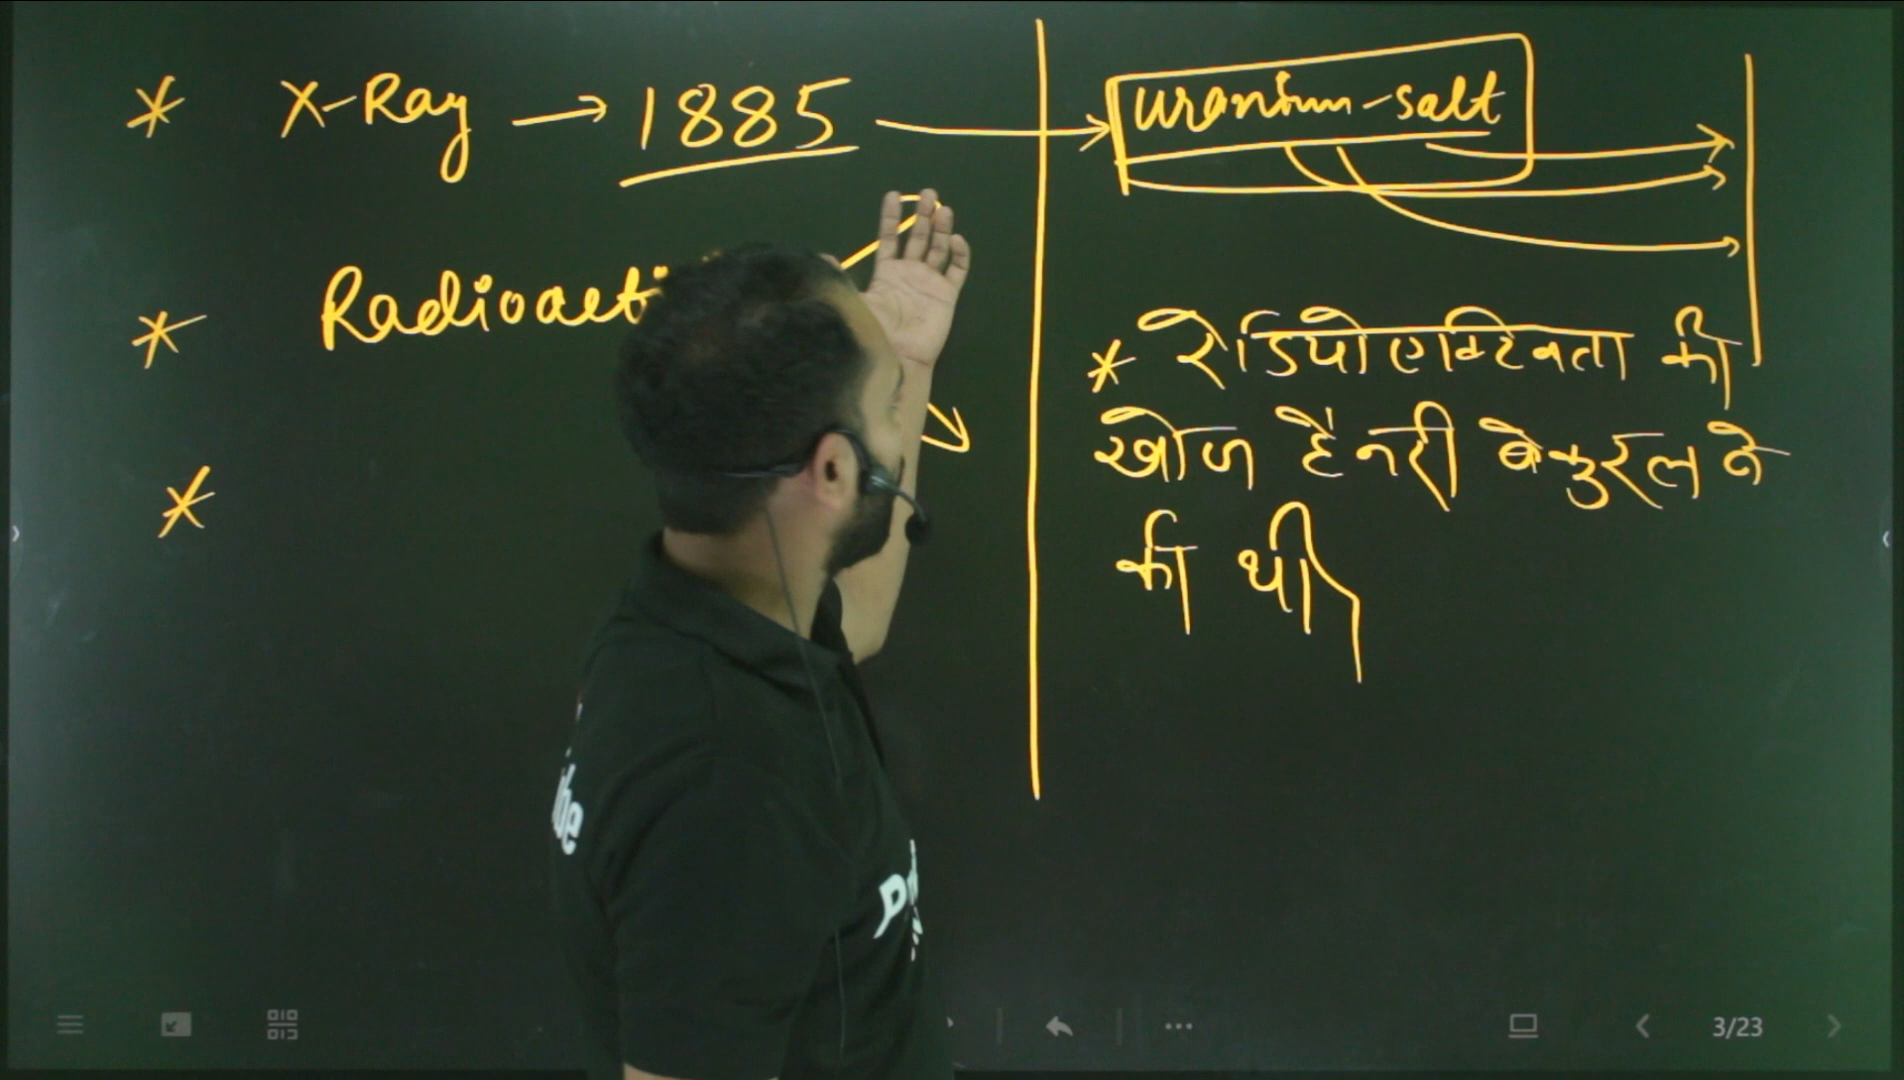 * X-Ray → 1885 → uranium-salt
* Radioacti
*
* रेडियोएक्टिवता की
खोज हैनरी बेकुरल ने
की थी
3/23